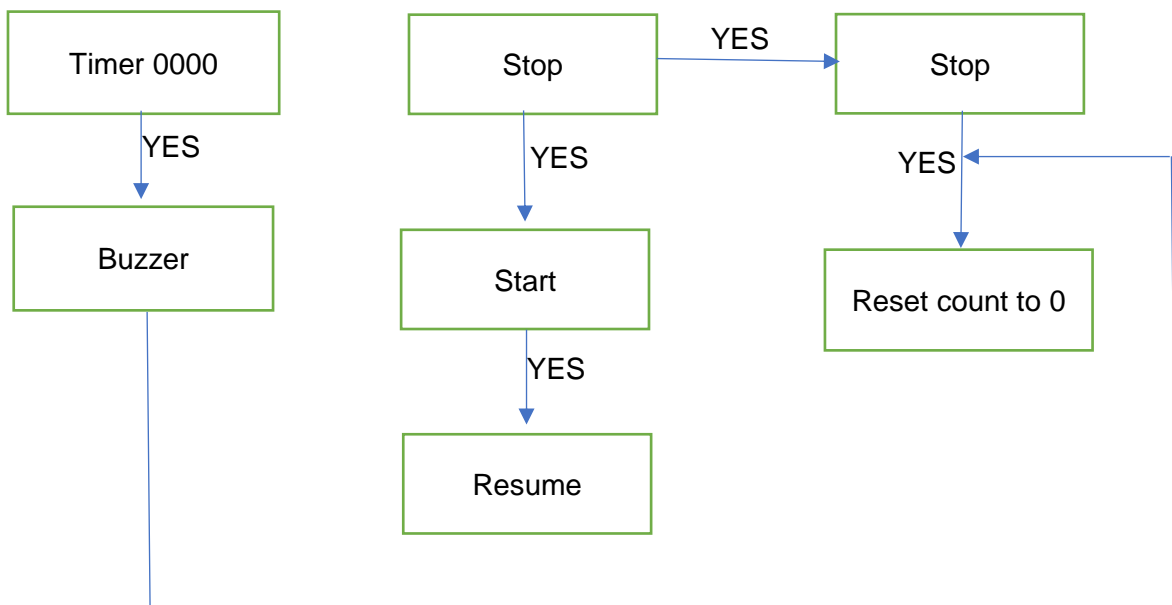 YES
Timer 0000
Stop
Stop
YES
YES
YES
Buzzer
Start
Reset count to 0
YES
Resume